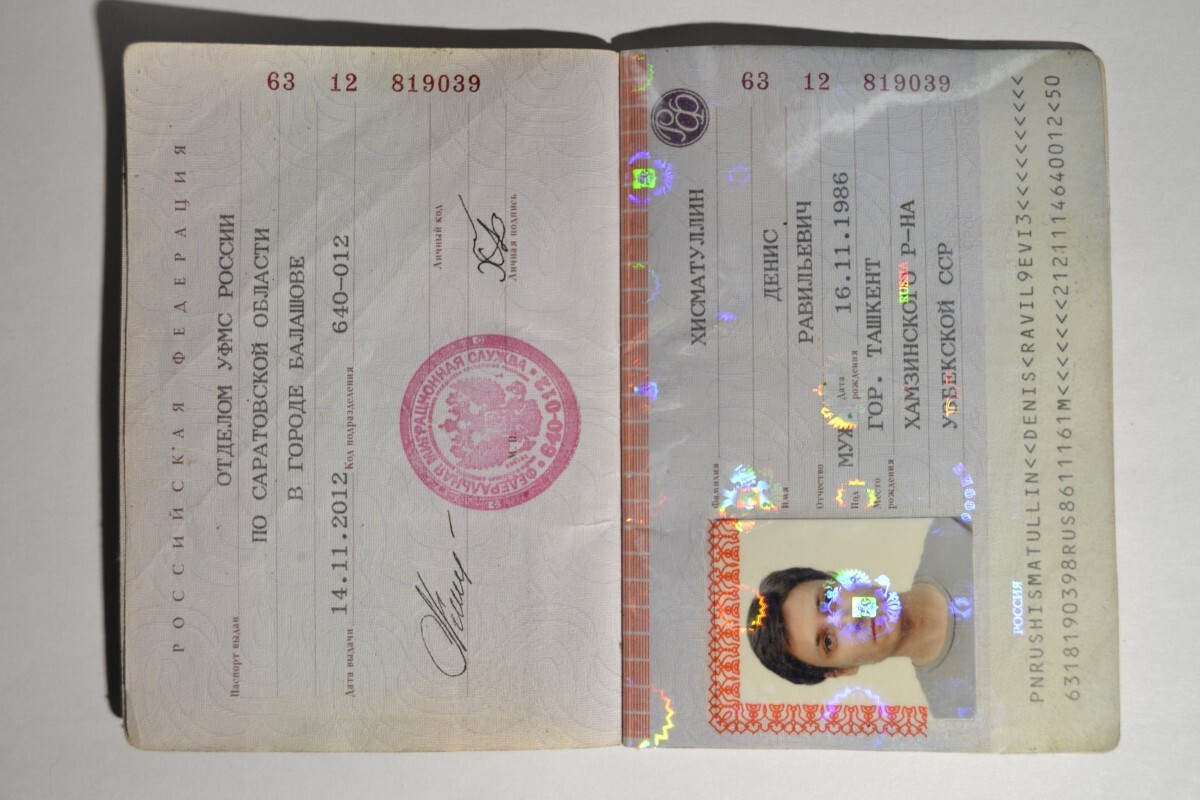 РОССИЙСКАЯ ФЕДЕРАЦИЯ
Паспорт выдан
ОТДЕЛОМ УФМС РОССИИ
ПО САРАТОВСКОЙ ОБЛАСТИ
В ГОРОДЕ БАЛАШОВЕ
Дата выдачи 14.11.2012 Код подразделения 640-012
Личный код
Личная подпись
М. П.
ФЕДЕРАЛЬНАЯ МИГРАЦИОННАЯ СЛУЖБА
640-012
63 12 819039
63 12 819039
РФ
Фамилия
ХИСМАТУЛЛИН
Имя
ДЕНИС
Отчество
РАВИЛЬЕВИЧ
Пол МУЖ. Дата рождения 16.11.1986
Место рождения
ГОР. ТАШКЕНТ
ХАМЗИНСКОГО Р-НА
УЗБЕКСКОЙ ССР
RUSSIA
РОССИЯ
PNRUSHISMATULLIN<<DENIS<RAVIL9EVI3<<<<<<<<<<
6318190398RUS8611161M<<<<<<<2121114640012<50